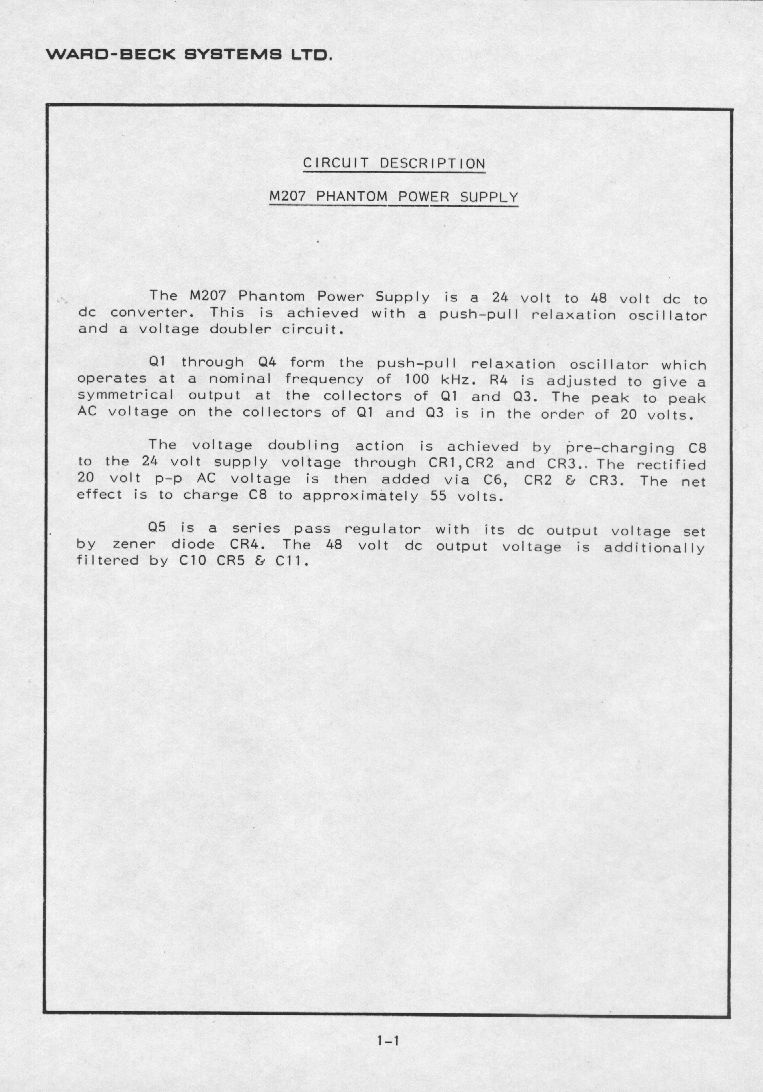 WARD-BECK SYSTEMS LTD.
CIRCUIT DESCRIPTION
M207 PHANTOM POWER SUPPLY
The M207 Phantom Power Supply is a 24 volt to 48 volt dc to
dc converter. This is achieved with a push-pull relaxation oscillator
and a voltage doubler circuit.
Q1 through Q4 form the push-pull relaxation oscillator which
operates at a nominal frequency of 100 kHz. R4 is adjusted to give a
symmetrical output at the collectors of Q1 and Q3. The peak to peak
AC voltage on the collectors of Q1 and Q3 is in the order of 20 volts.
The voltage doubling action is achieved by pre-charging C8
to the 24 volt supply voltage through CR1,CR2 and CR3.. The rectified
20 volt p-p AC voltage is then added via C6, CR2 & CR3. The net
effect is to charge C8 to approximately 55 volts.
Q5 is a series pass regulator with its dc output voltage set
by zener diode CR4. The 48 volt dc output voltage is additionally
filtered by C10 CR5 & C11.
1-1